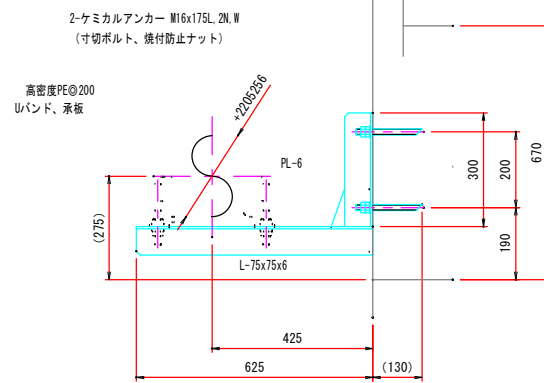 2-ケミカルアンカー M16x175L,2N,W
(寸切ボルト、焼付防止ナット)
高密度PE◎200
Uバンド、承板
+2205256
PL-6
300
200
670
(275)
190
L-75x75x6
425
625
(130)